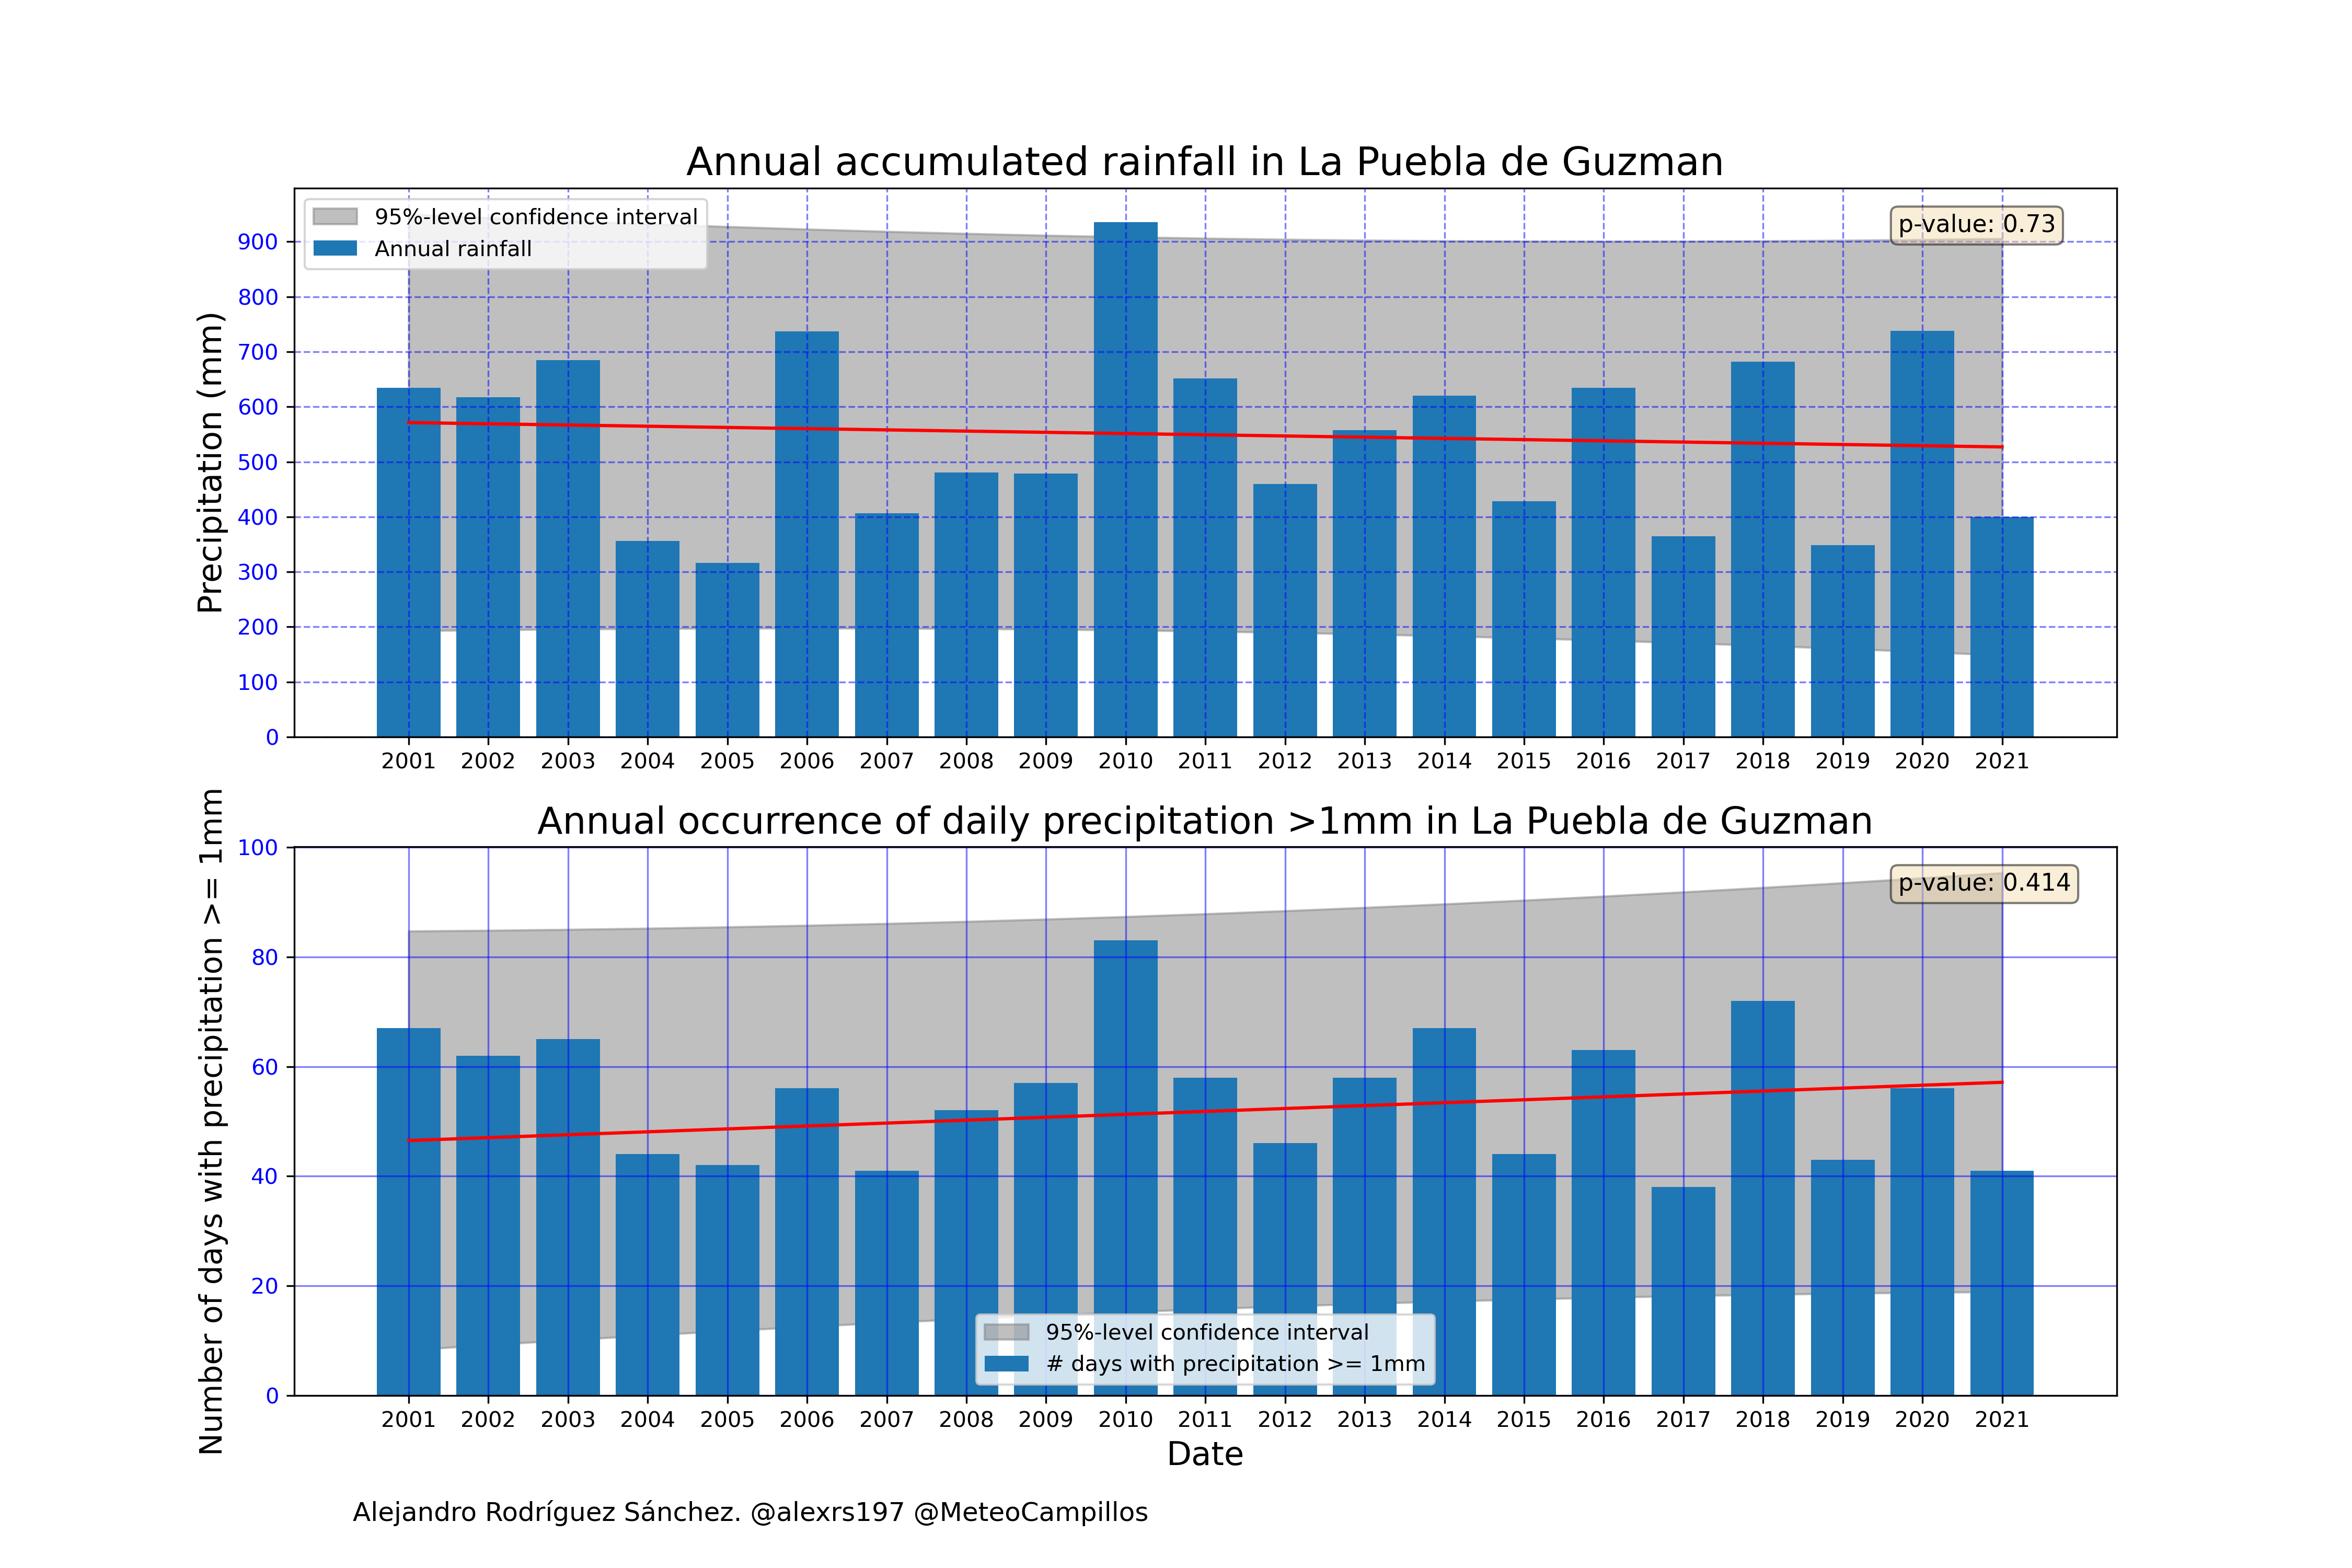 Annual accumulated rainfall in La Puebla de Guzman
95%-level confidence interval
Annual rainfall
p-value: 0.73
Precipitation (mm)
900
800
700
600
500
400
300
200
100
0
2001 2002 2003 2004 2005 2006 2007 2008 2009 2010 2011 2012 2013 2014 2015 2016 2017 2018 2019 2020 2021
Annual occurrence of daily precipitation >1mm in La Puebla de Guzman
p-value: 0.414
Number of days with precipitation >= 1mm
100
80
60
40
20
0
95%-level confidence interval
# days with precipitation >= 1mm
2001 2002 2003 2004 2005 2006 2007 2008 2009 2010 2011 2012 2013 2014 2015 2016 2017 2018 2019 2020 2021
Date
Alejandro Rodríguez Sánchez. @alexrs197 @MeteoCampillos